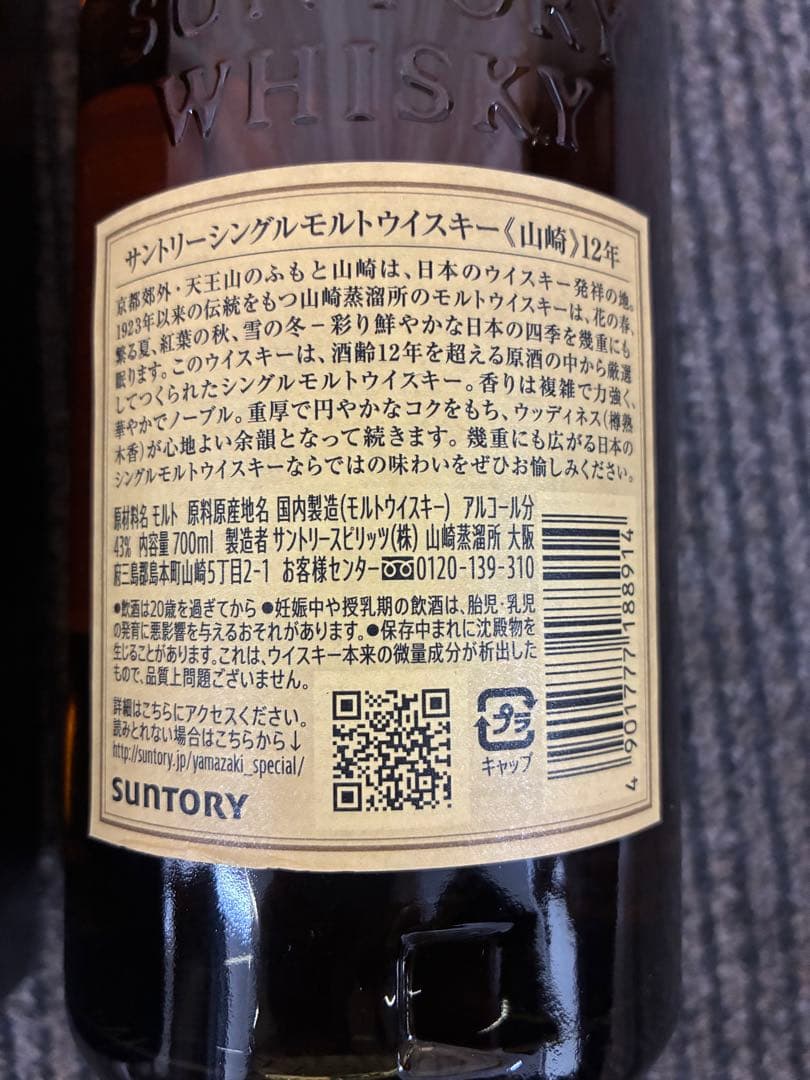 SUNTORY
WHISKY
サントリーシングルモルトウイスキー《山崎》12年
京都郊外・天王山のふもと山崎は、日本のウイスキー発祥の地。
1923年以来の伝統をもつ山崎蒸溜所のモルトウイスキーは、花の春、
繁る夏、紅葉の秋、雪の冬－彩り鮮やかな日本の四季を幾重にも
眠ります。このウイスキーは、酒齢12年を超える原酒の中から厳選
してつくられたシングルモルトウイスキー。香りは複雑で力強く、
華やかでノーブル。重厚で円やかなコクをもち、ウッディネス(樽熟
木香)が心地よい余韻となって続きます。幾重にも広がる日本の
シングルモルトウイスキーならではの味わいをぜひお愉しみください。
原材料名 モルト 原料原産地名 国内製造(モルトウイスキー) アルコール分
43% 内容量 700ml 製造者 サントリースピリッツ(株) 山崎蒸溜所 大阪
府三島郡島本町山崎5丁目2-1 お客様センター 0120-139-310
●飲酒は20歳を過ぎてから ●妊娠中や授乳期の飲酒は、胎児・乳児
の発育に悪影響を与えるおそれがあります。●保存中まれに沈殿物を
生じることがあります。これは、ウイスキー本来の微量成分が析出した
もので、品質上問題ございません。
詳細はこちらにアクセスください。
読みとれない場合はこちらから↓
http://suntory.jp/yamazaki_special/
SUNTORY
プラ
キャップ
4 901777 188914